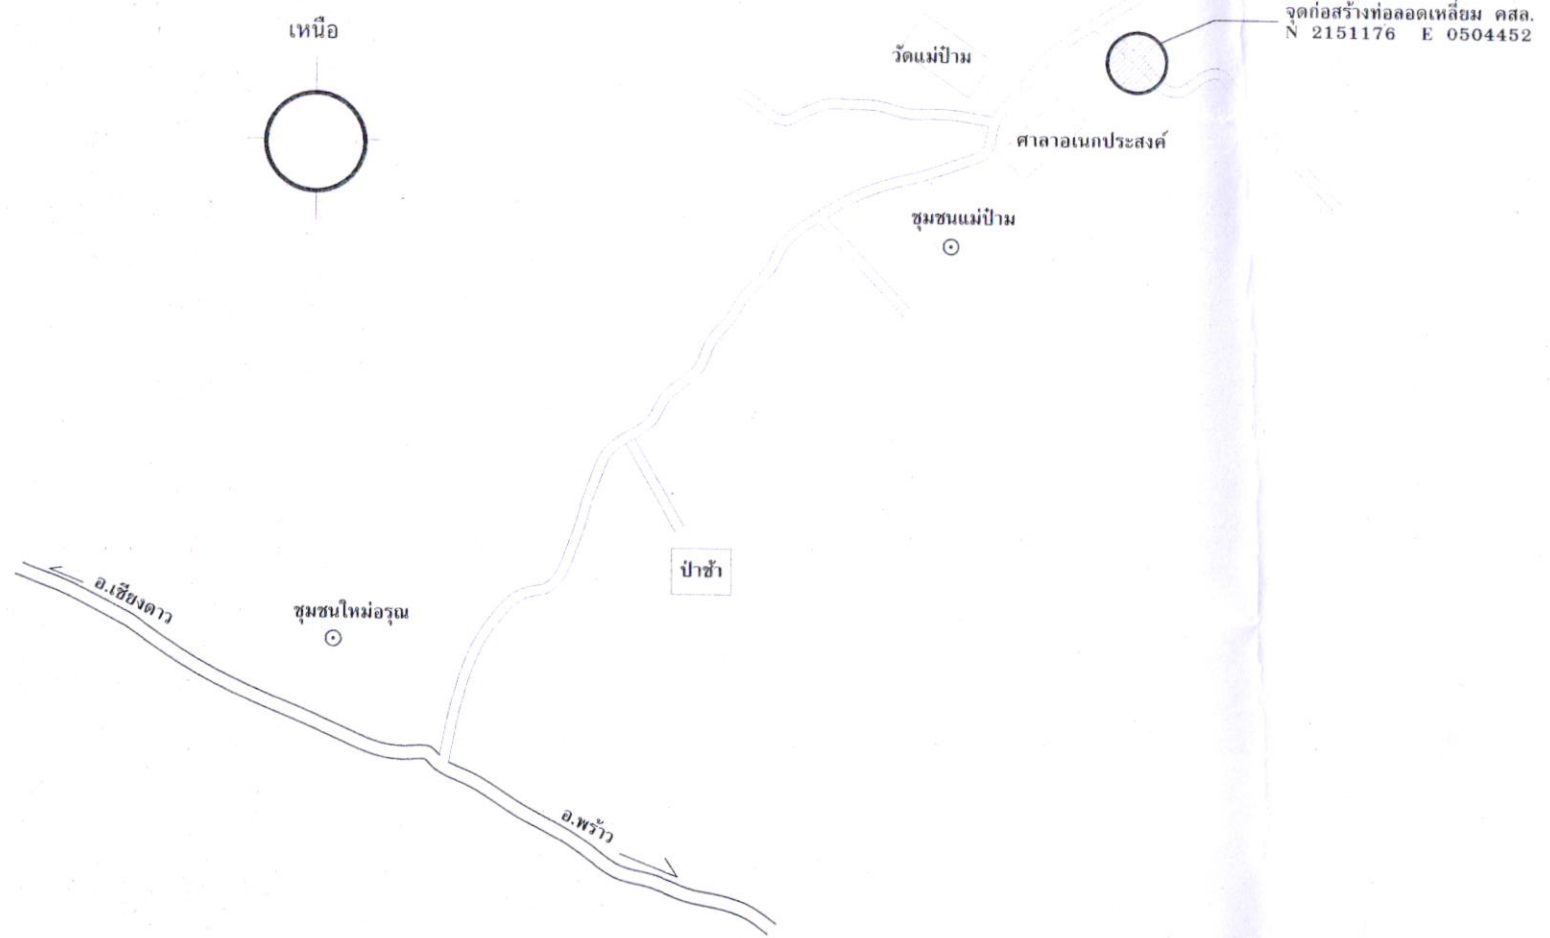 เหนือ
จุดก่อสร้างท่อลอดเหลี่ยม คสล.
N 2151176 E 0504452
วัดแม่ป๋าม
ศาลาอเนกประสงค์
ชุมชนแม่ป๋าม
ป่าช้า
อ.เชียงดาว
ชุมชนใหม่อรุณ
อ.พร้าว